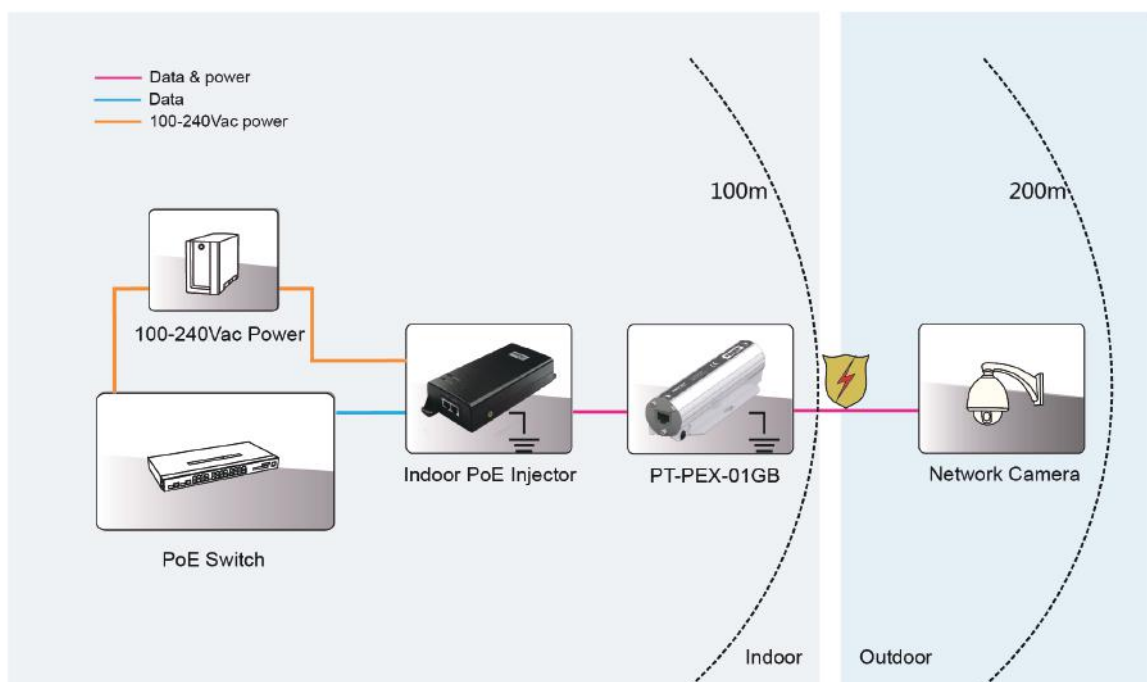 Data & power
Data
100-240Vac power
100m
200m
100-240Vac Power
Indoor PoE Injector
PT-PEX-01GB
Network Camera
PoE Switch
Indoor
Outdoor